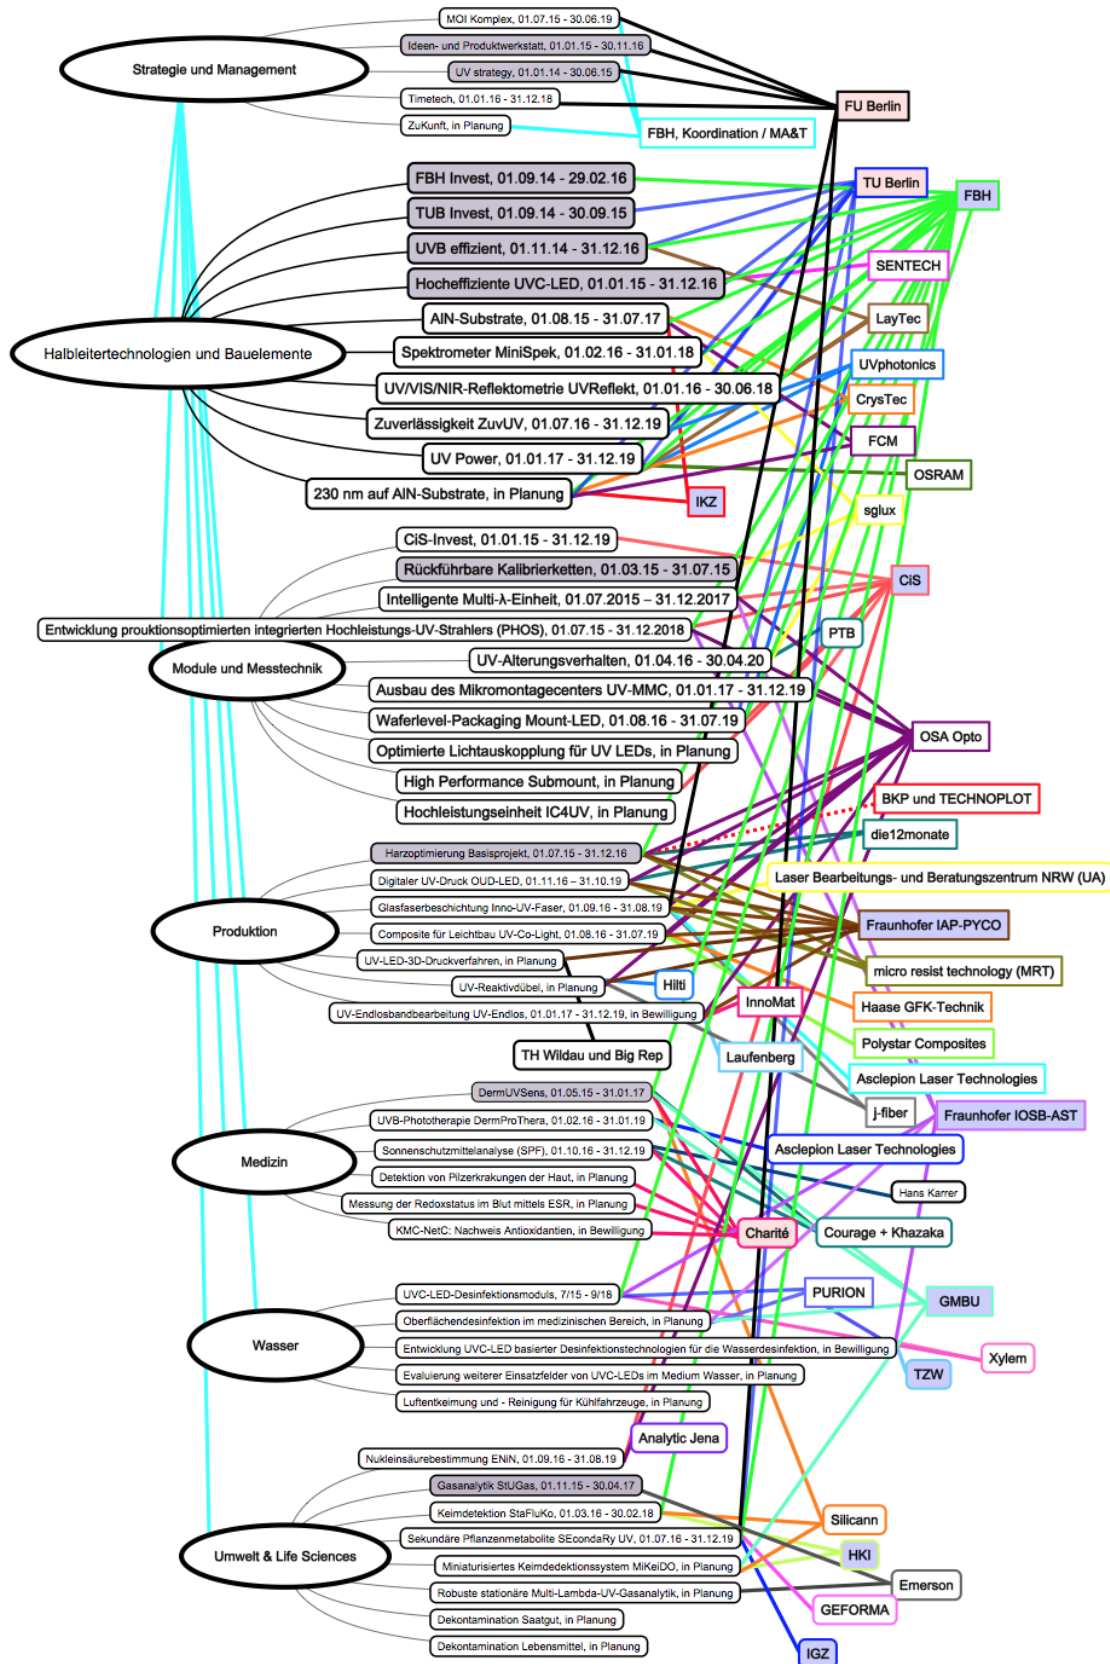 MOI Komplex, 01.07.15 - 30.06.19
Ideen- und Produktwerkstatt, 01.01.15 - 30.11.16
Strategie und Management
UV strategy, 01.01.14 - 30.06.15
Timetech, 01.01.16 - 31.12.18
FU Berlin
ZuKunft, in Planung
FBH, Koordination / MA&T
FBH Invest, 01.09.14 - 29.02.16
TU Berlin
FBH
TUB Invest, 01.09.14 - 30.09.15
UVB effizient, 01.11.14 - 31.12.16
SENTECH
Hocheffiziente UVC-LED, 01.01.15 - 31.12.16
AlN-Substrate, 01.08.15 - 31.07.17
LayTec
Halbleitertechnologien und Bauelemente
Spektrometer MiniSpek, 01.02.16 - 31.01.18
UVphotonics
UV/VIS/NIR-Reflektometrie UVReflekt, 01.01.16 - 30.06.18
CrysTec
Zuverlässigkeit ZuvUV, 01.07.16 - 31.12.19
FCM
UV Power, 01.01.17 - 31.12.19
OSRAM
230 nm auf AlN-Substrate, in Planung
IKZ
sglux
CiS-Invest, 01.01.15 - 31.12.19
Rückführbare Kalibrierketten, 01.03.15 - 31.07.15
CiS
Intelligente Multi-λ-Einheit, 01.07.2015 – 31.12.2017
Entwicklung prouktionsoptimierten integrierten Hochleistungs-UV-Strahlers (PHOS), 01.07.15 - 31.12.2018
PTB
Module und Messtechnik
UV-Alterungsverhalten, 01.04.16 - 30.04.20
Ausbau des Mikromontagecenters UV-MMC, 01.01.17 - 31.12.19
Waferlevel-Packaging Mount-LED, 01.08.16 - 31.07.19
OSA Opto
Optimierte Lichtauskopplung für UV LEDs, in Planung
High Performance Submount, in Planung
BKP und TECHNOPLOT
Hochleistungseinheit IC4UV, in Planung
die12monate
Harzoptimierung Basisprojekt, 01.07.15 - 31.12.16
Digitaler UV-Druck OUD-LED, 01.11.16 – 31.10.19
Laser Bearbeitungs- und Beratungszentrum NRW (UA)
Glasfaserbeschichtung Inno-UV-Faser, 01.09.16 - 31.08.19
Produktion
Fraunhofer IAP-PYCO
Composite für Leichtbau UV-Co-Light, 01.08.16 - 31.07.19
UV-LED-3D-Druckverfahren, in Planung
micro resist technology (MRT)
UV-Reaktivdübel, in Planung
Hilti
InnoMat
Haase GFK-Technik
UV-Endlosbandbearbeitung UV-Endlos, 01.01.17 - 31.12.19, in Bewilligung
Polystar Composites
TH Wildau und Big Rep
Laufenberg
Asclepion Laser Technologies
DermUVSens, 01.05.15 - 31.01.17
j-fiber
Fraunhofer IOSB-AST
UVB-Phototherapie DermProThera, 01.02.16 - 31.01.19
Sonnenschutzmittelanalyse (SPF), 01.10.16 - 31.12.19
Asclepion Laser Technologies
Medizin
Detektion von Pilzerkrakungen der Haut, in Planung
Hans Karrer
Messung der Redoxstatus im Blut mittels ESR, in Planung
KMC-NetC: Nachweis Antioxidantien, in Bewilligung
Charité
Courage + Khazaka
UVC-LED-Desinfektionsmoduls, 7/15 - 9/18
PURION
GMBU
Oberflächendesinfektion im medizinischen Bereich, in Planung
Wasser
Entwicklung UVC-LED basierter Desinfektionstechnologien für die Wasserdesinfektion, in Bewilligung
Xylem
Evaluierung weiterer Einsatzfelder von UVC-LEDs im Medium Wasser, in Planung
TZW
Luftentkeimung und - Reinigung für Kühlfahrzeuge, in Planung
Analytic Jena
Nukleinsäurebestimmung ENiN, 01.09.16 - 31.08.19
Gasanalytik StUGas, 01.11.15 - 30.04.17
Keimdetektion StaFluKo, 01.03.16 - 30.02.18
Silicann
Sekundäre Pflanzenmetabolite SEcondaRy UV, 01.07.16 - 31.12.19
Umwelt & Life Sciences
HKI
Miniaturisiertes Keimdedektionssystem MiKeiDO, in Planung
Emerson
Robuste stationäre Multi-Lambda-UV-Gasanalytik, in Planung
GEFORMA
Dekontamination Saatgut, in Planung
Dekontamination Lebensmittel, in Planung
IGZ